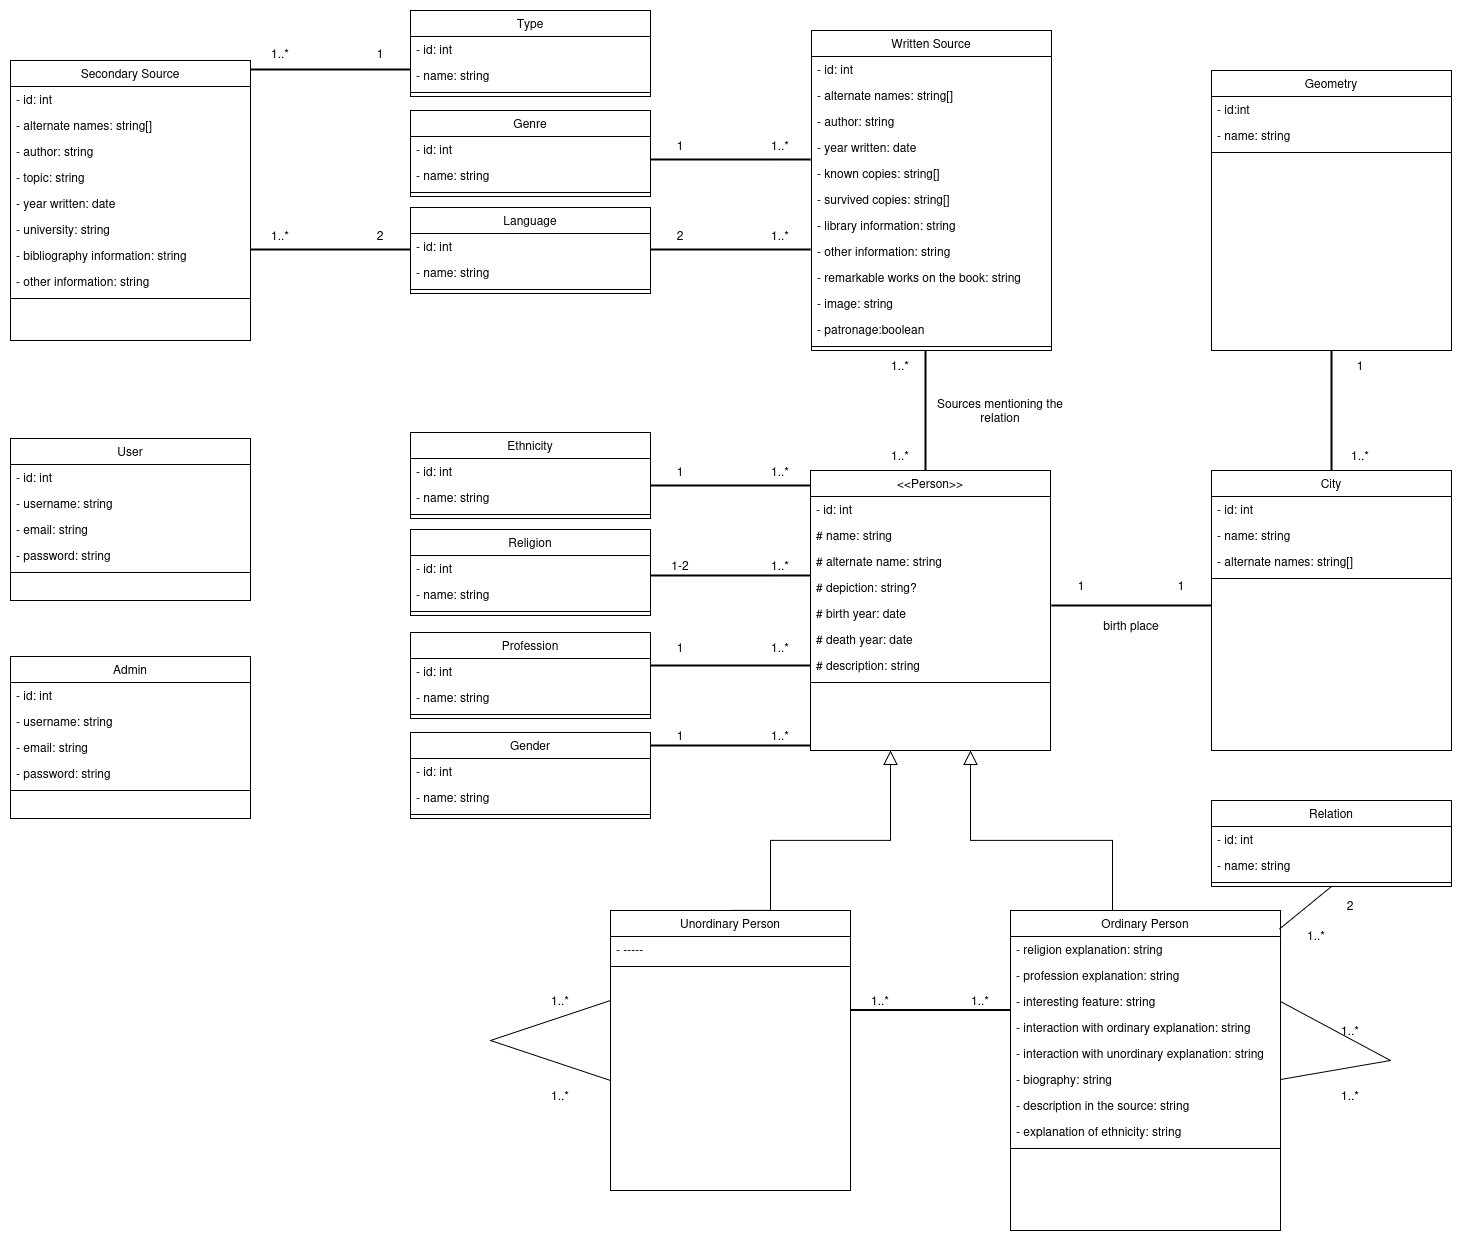 Type
- id: int
- name: string
1..*
1
Secondary Source
- id: int
- alternate names: string[]
- author: string
- topic: string
- year written: date
- university: string
- bibliography information: string
- other information: string
Genre
- id: int
- name: string
1
1..*
Language
- id: int
- name: string
1..*
2
2
1..*
Written Source
- id: int
- alternate names: string[]
- author: string
- year written: date
- known copies: string[]
- survived copies: string[]
- library information: string
- other information: string
- remarkable works on the book: string
- image: string
- patronage:boolean
Geometry
- id:int
- name: string
1..*
Sources mentioning the
relation
1..*
1
1..*
User
- id: int
- username: string
- email: string
- password: string
Ethnicity
- id: int
- name: string
1
1..*
Religion
- id: int
- name: string
1-2
1..*
Profession
- id: int
- name: string
1
1..*
Gender
- id: int
- name: string
1
1..*
<<Person>>
- id: int
# name: string
# alternate name: string
# depiction: string?
# birth year: date
# death year: date
# description: string
1
1
birth place
City
- id: int
- name: string
- alternate names: string[]
Admin
- id: int
- username: string
- email: string
- password: string
Relation
- id: int
- name: string
2
1..*
Unordinary Person
- -----
1..*
1..*
1..*
1..*
Ordinary Person
- religion explanation: string
- profession explanation: string
- interesting feature: string
- interaction with ordinary explanation: string
- interaction with unordinary explanation: string
- biography: string
- description in the source: string
- explanation of ethnicity: string
1..*
1..*